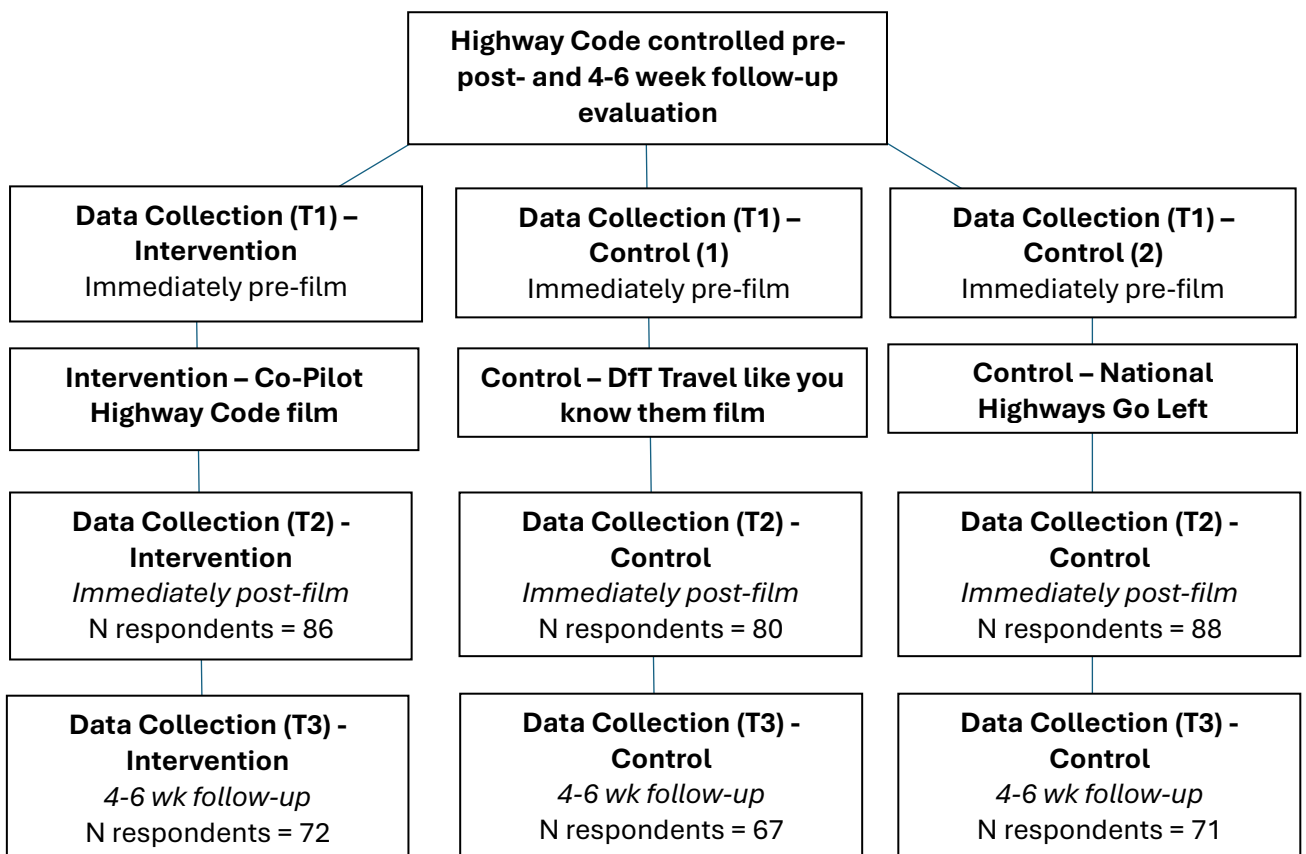 Highway Code controlled pre-
post- and 4-6 week follow-up
evaluation
Data Collection (T1) –
Intervention
Immediately pre-film
Data Collection (T1) –
Control (1)
Immediately pre-film
Data Collection (T1) –
Control (2)
Immediately pre-film
Intervention – Co-Pilot
Highway Code film
Control – DfT Travel like you
know them film
Control – National
Highways Go Left
Data Collection (T2) -
Intervention
Immediately post-film
N respondents = 86
Data Collection (T2) -
Control
Immediately post-film
N respondents = 80
Data Collection (T2) -
Control
Immediately post-film
N respondents = 88
Data Collection (T3) -
Intervention
4-6 wk follow-up
N respondents = 72
Data Collection (T3) -
Control
4-6 wk follow-up
N respondents = 67
Data Collection (T3) -
Control
4-6 wk follow-up
N respondents = 71